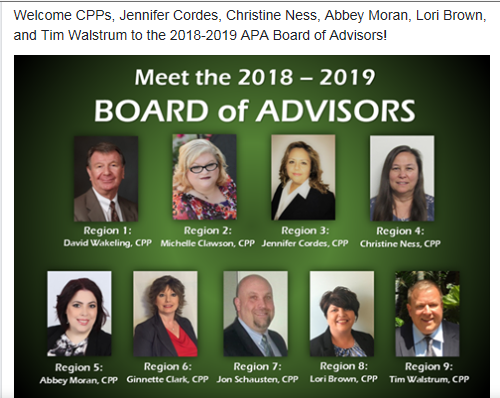 Welcome CPPs, Jennifer Cordes, Christine Ness, Abbey Moran, Lori Brown,
and Tim Walstrum to the 2018-2019 APA Board of Advisors!
Meet the 2018 – 2019
BOARD of ADVISORS
Region 1: Region 2: Region 3: Region 4:
David Wakeling, CPP Michelle Clawson, CPP Jennifer Cordes, CPP Christine Ness, CPP
Region 5: Region 6: Region 7: Region 8: Region 9:
Abbey Moran, CPP Ginnette Clark, CPP Jon Schausten, CPP Lori Brown, CPP Tim Walstrum, CPP